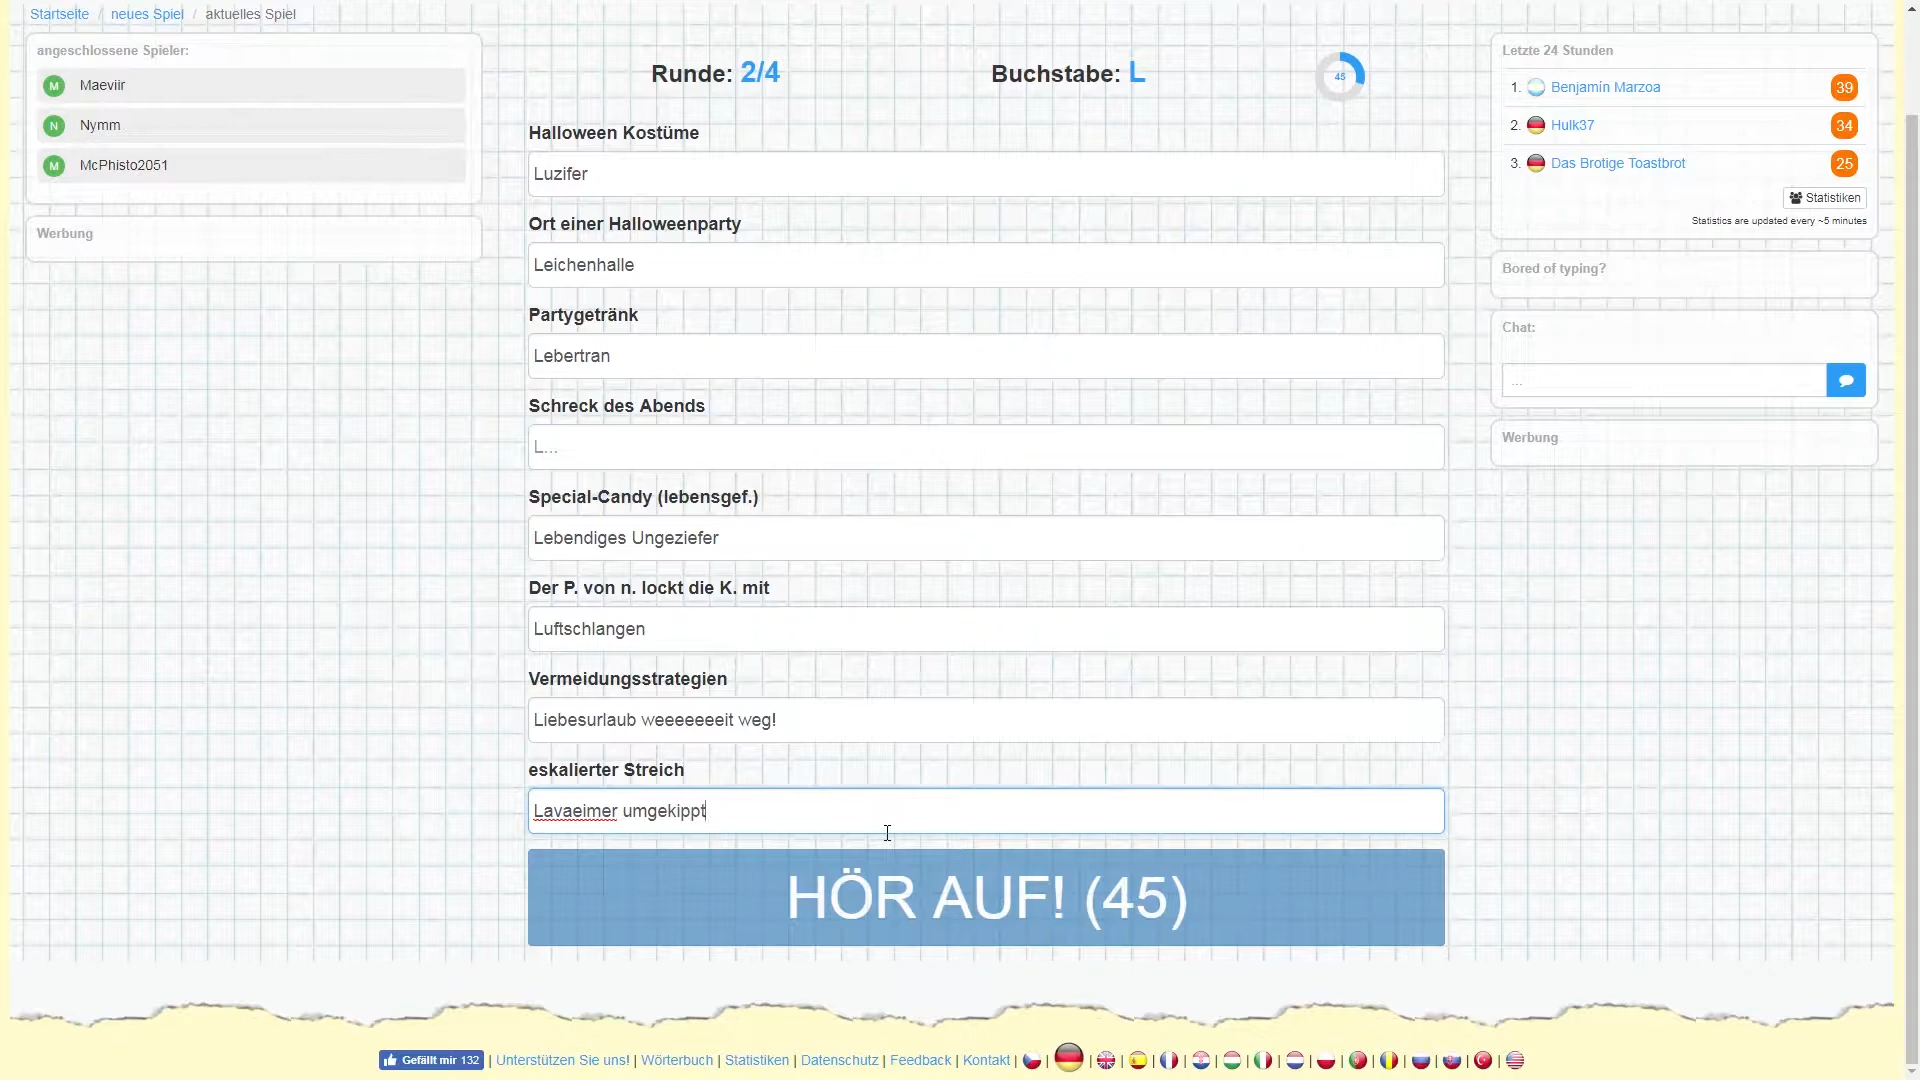 Startseite / neues Spiel / aktuelles Spiel
angeschlossene Spieler:
M Maeviir
N Nymm
M McPhisto2051
Werbung
Runde: 2/4
Buchstabe: L
45
Halloween Kostüme
Luzifer
Ort einer Halloweenparty
Leichenhalle
Partygetränk
Lebertran
Schreck des Abends
L...
Special-Candy (lebensgef.)
Lebendiges Ungeziefer
Der P. von n. lockt die K. mit
Luftschlangen
Vermeidungsstrategien
Liebesurlaub weeeeeeeit weg!
eskalierter Streich
Lavaeimer umgekippt
HÖR AUF! (45)
Letzte 24 Stunden
1. Benjamín Marzoa 39
2. Hulk37 34
3. Das Brotige Toastbrot 25
Statistiken
Statistics are updated every ~5 minutes
Bored of typing?
Chat:
...
Werbung
Gefällt mir 132 | Unterstützen Sie uns! | Wörterbuch | Statistiken | Datenschutz | Feedback | Kontakt |